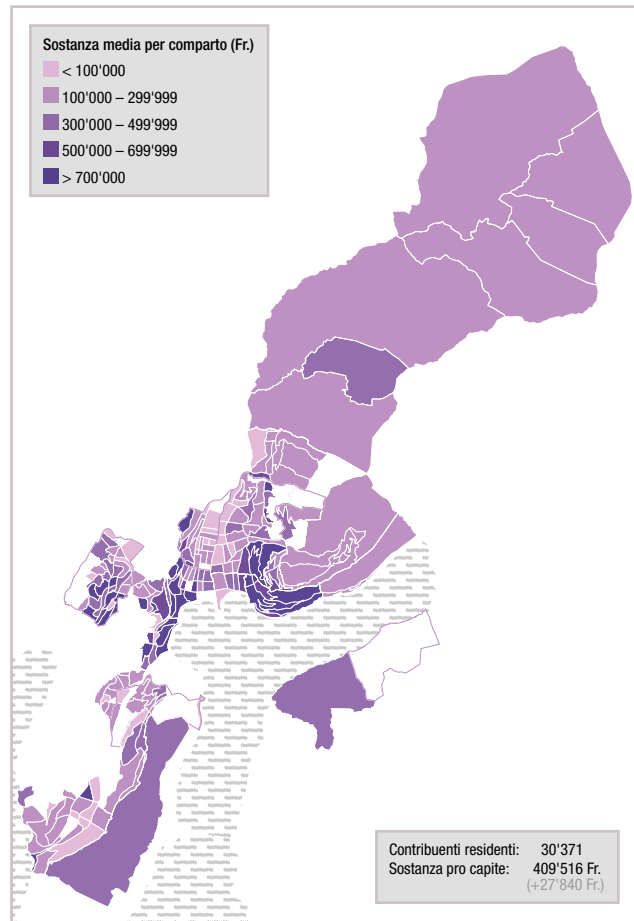 Sostanza media per comparto (Fr.)
< 100'000
100'000 – 299'999
300'000 – 499'999
500'000 – 699'999
> 700'000
Contribuenti residenti: 30'371
Sostanza pro capite: 409'516 Fr.
(+27'840 Fr.)